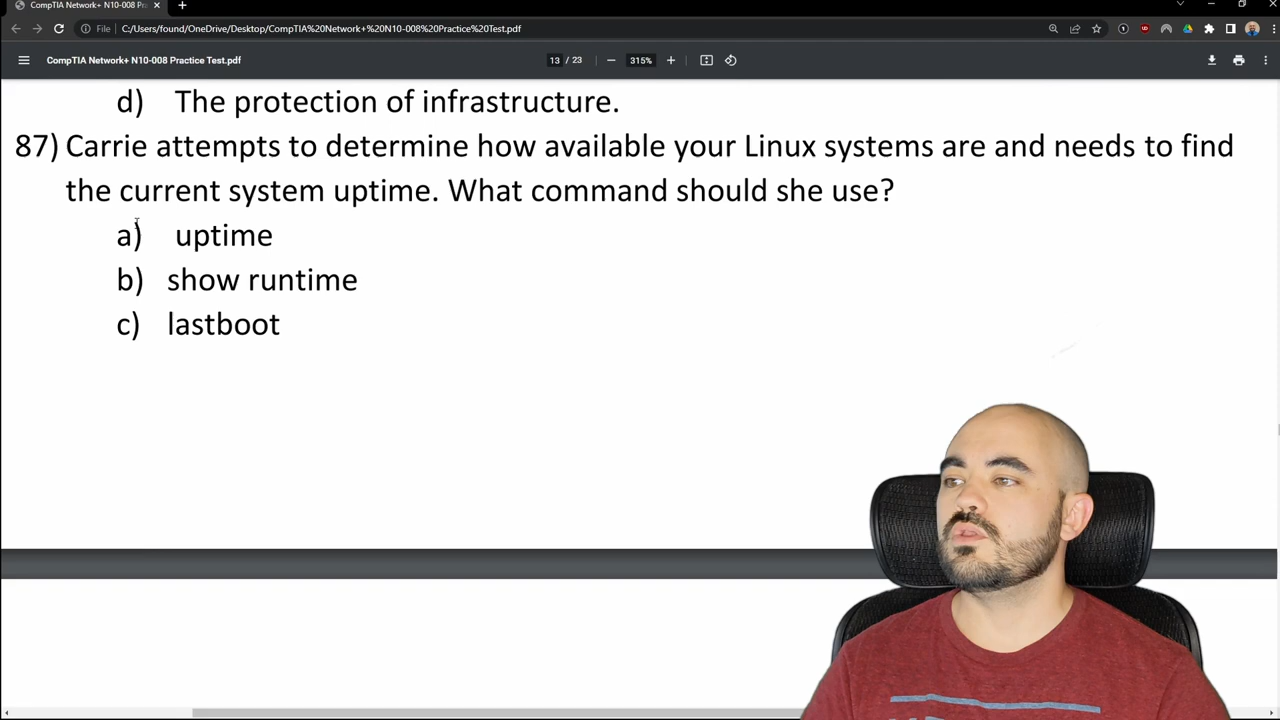 CompTIA Network+ N10-008 Pra
File
C:/Users/found/OneDrive/Desktop/CompTIA%20Network+%20N10-008%20Practice%20Test.pdf
CompTIA Network+ N10-008 Practice Test.pdf
13 / 23
315%
d) The protection of infrastructure.
87) Carrie attempts to determine how available your Linux systems are and needs to find
the current system uptime. What command should she use?
a) uptime
b) show runtime
c) lastboot